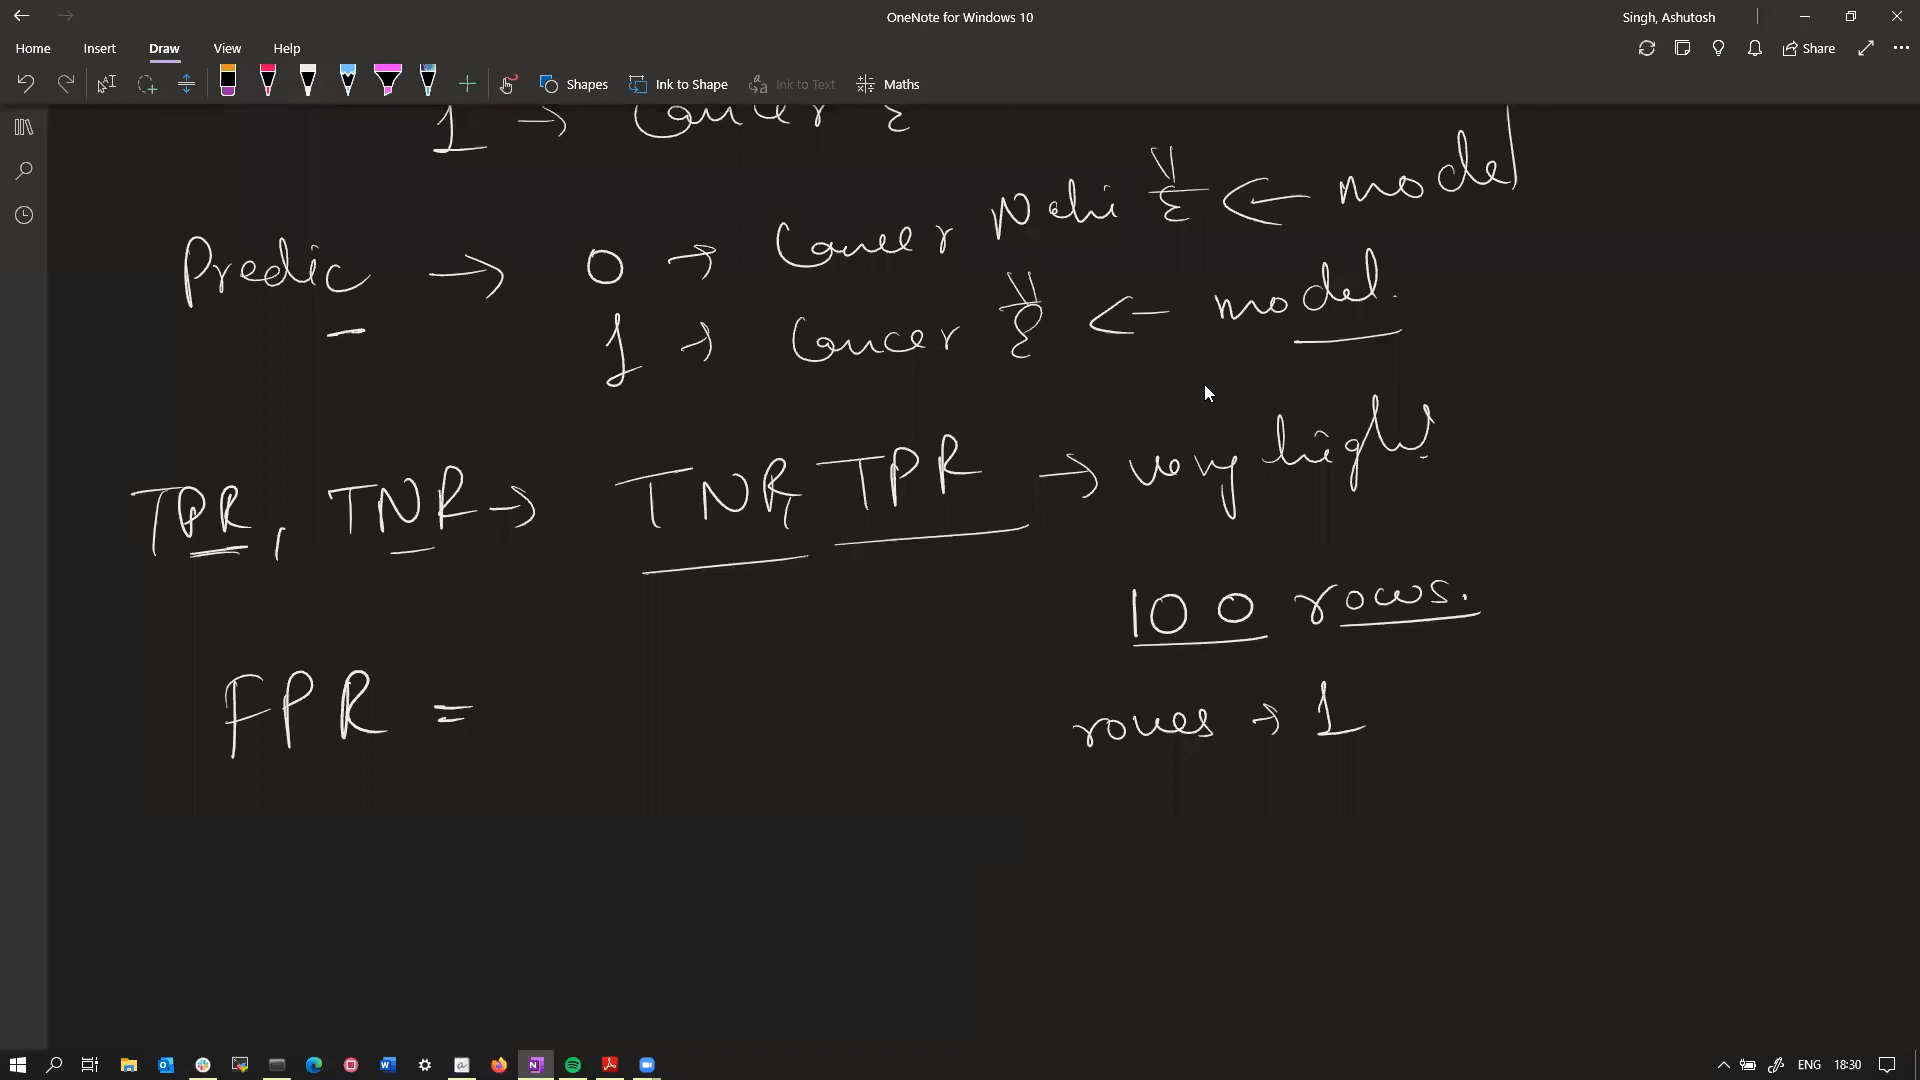 OneNote for Windows 10
Singh, Ashutosh
Home Insert Draw View Help
Share
Shapes Ink to Shape Ink to Text Maths
1 → Cancer
Predic → 0 → Cancer Nahi ← model
1 → Cancer ← model.
TPR, TNR → TNR, TPR → very high
100 rows.
FPR =
rows → 1
ENG 18:30